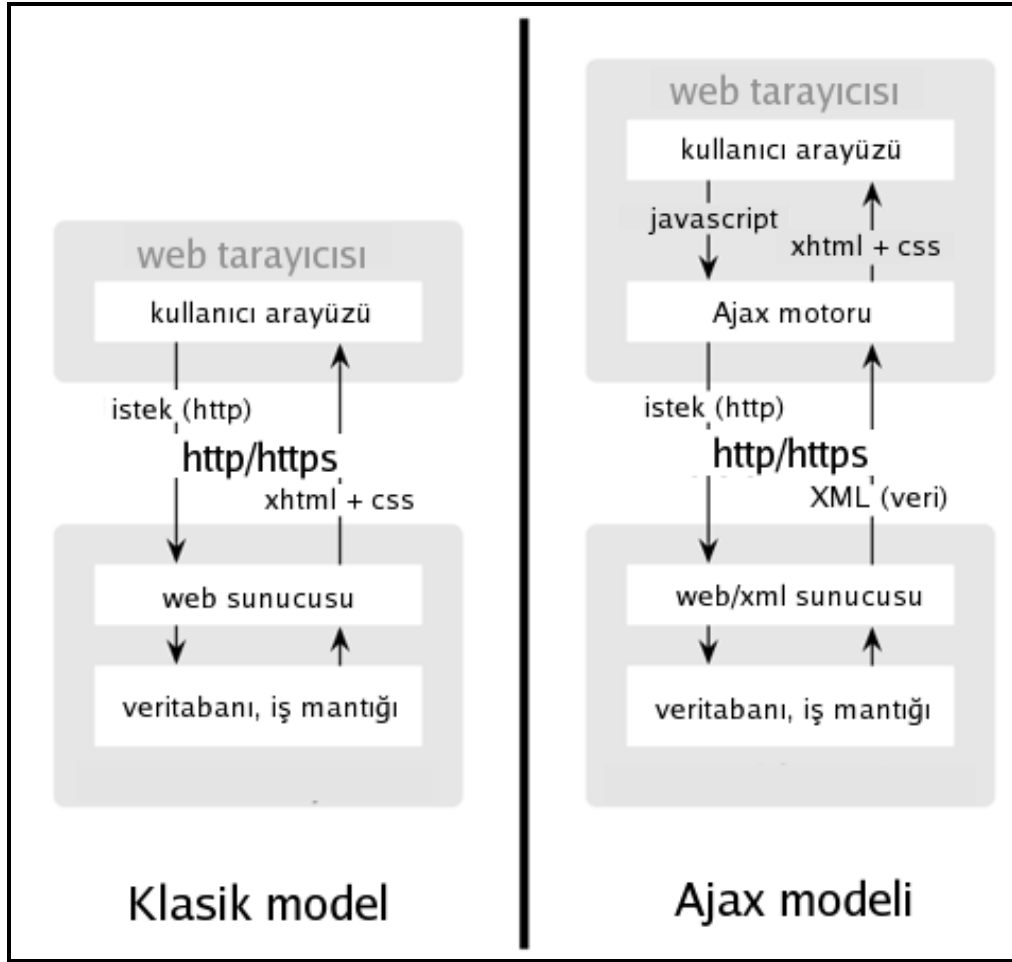 web tarayıcısı
kullanıcı arayüzü
istek (http)
http/https
xhtml + css
web sunucusu
veritabanı, iş mantığı
Klasik model
web tarayıcısı
kullanıcı arayüzü
javascript
xhtml + css
Ajax motoru
istek (http)
http/https
XML (veri)
web/xml sunucusu
veritabanı, iş mantığı
Ajax modeli